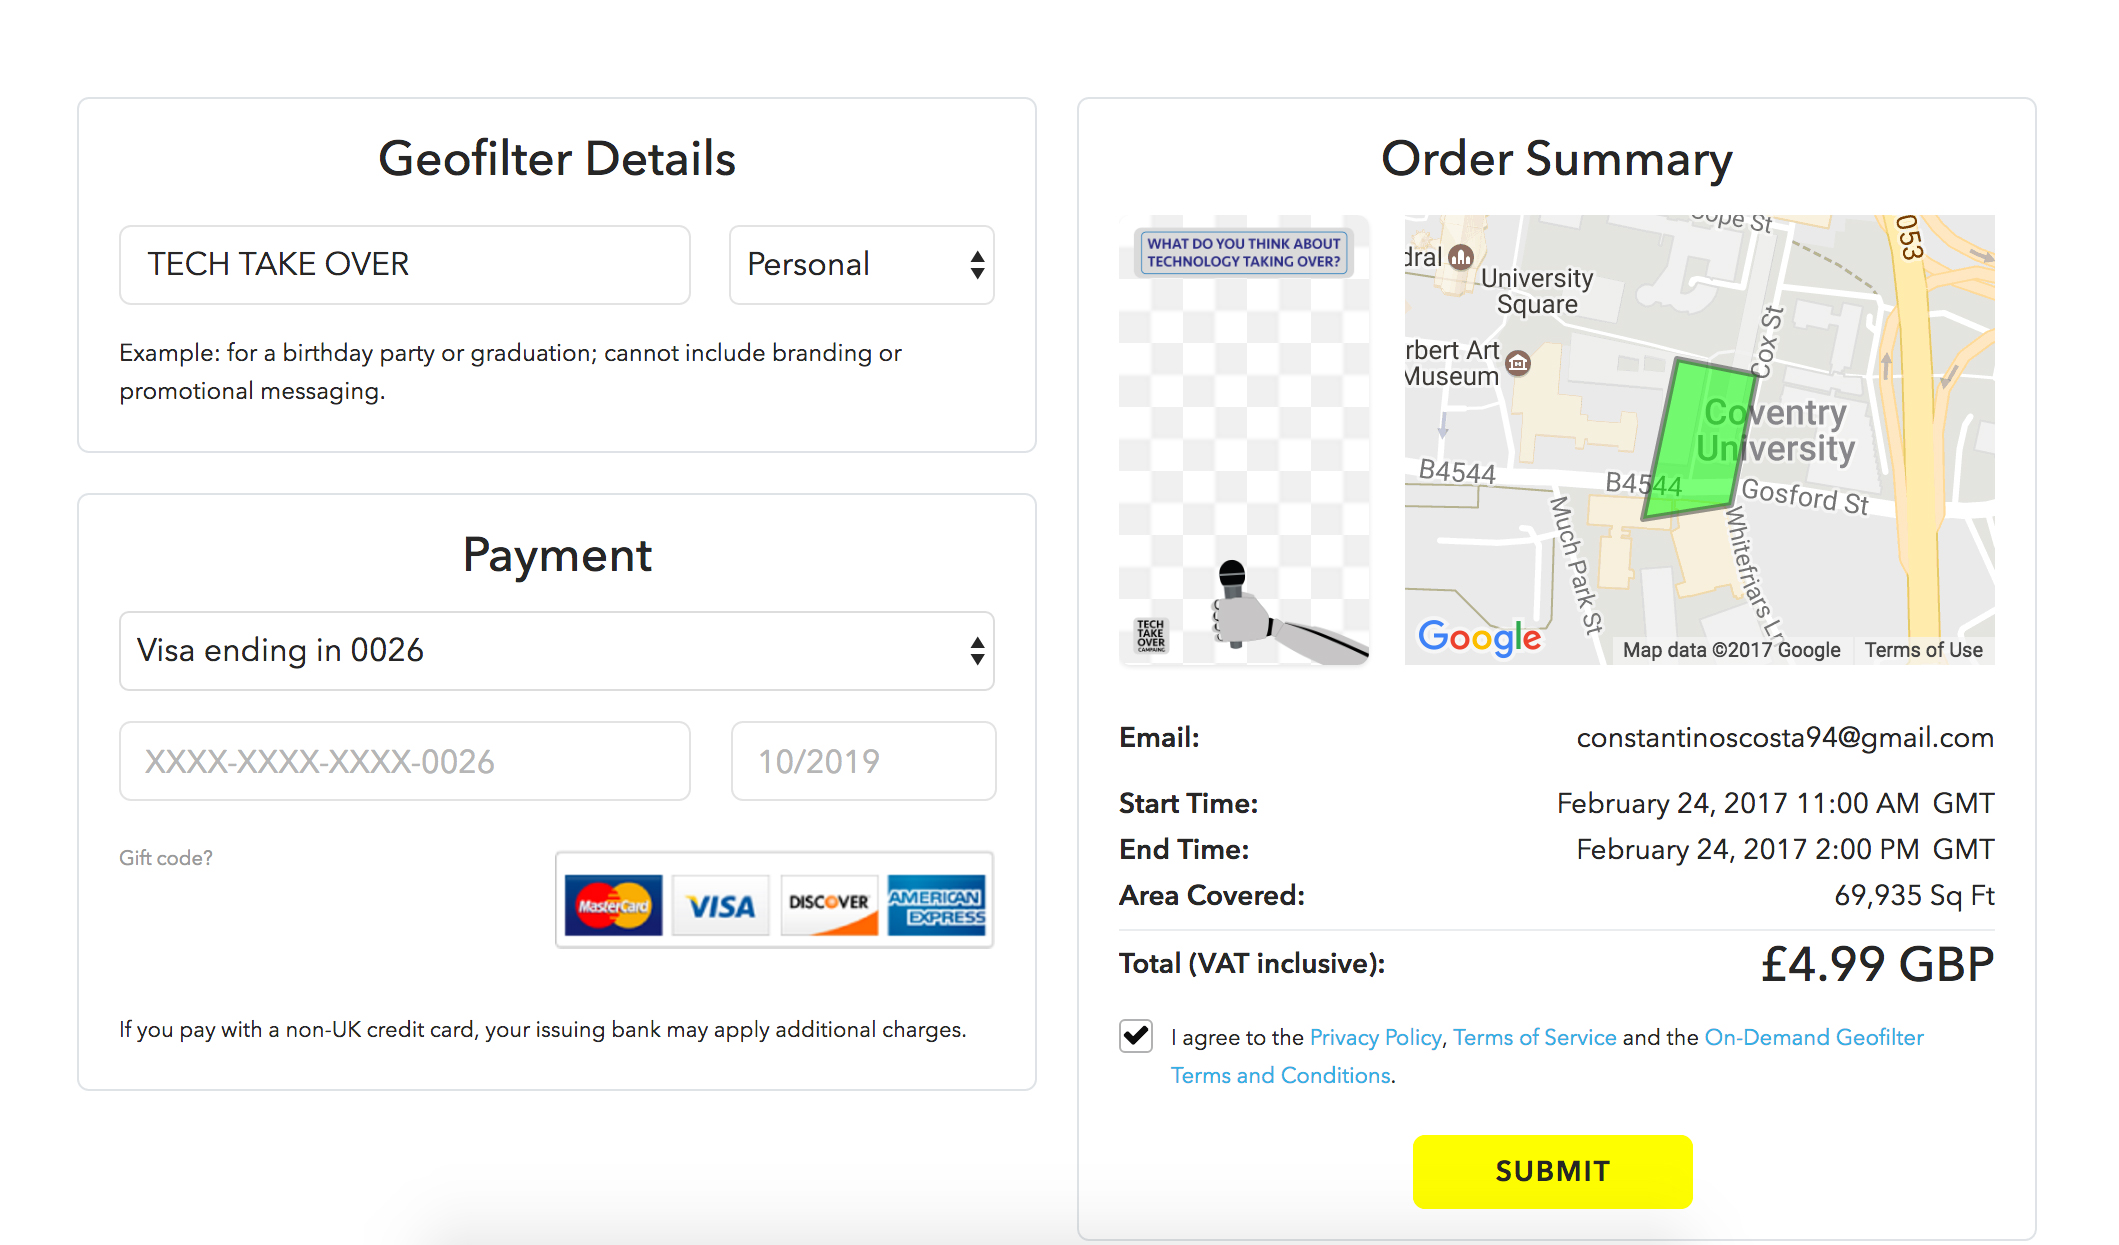 Geofilter Details
TECH TAKE OVER
Personal
Example: for a birthday party or graduation; cannot include branding or
promotional messaging.
Payment
Visa ending in 0026
XXXX-XXXX-XXXX-0026
10/2019
Gift code?
MasterCard
VISA
DISCOVER
AMERICAN
EXPRESS
If you pay with a non-UK credit card, your issuing bank may apply additional charges.
Order Summary
WHAT DO YOU THINK ABOUT
TECHNOLOGY TAKING OVER?
TECH
TAKE
OVER
CAMPAING
ope St
053
dral
University
Square
Cox St
rbert Art
Museum
Coventry
University
B4544
B4544
Gosford St
Much Park St
Whitefriars Ln
Google
Map data ©2017 Google
Terms of Use
Email:
constantinoscosta94@gmail.com
Start Time:
February 24, 2017 11:00 AM GMT
End Time:
February 24, 2017 2:00 PM GMT
Area Covered:
69,935 Sq Ft
Total (VAT inclusive):
£4.99 GBP
I agree to the Privacy Policy, Terms of Service and the On-Demand Geofilter
Terms and Conditions.
SUBMIT